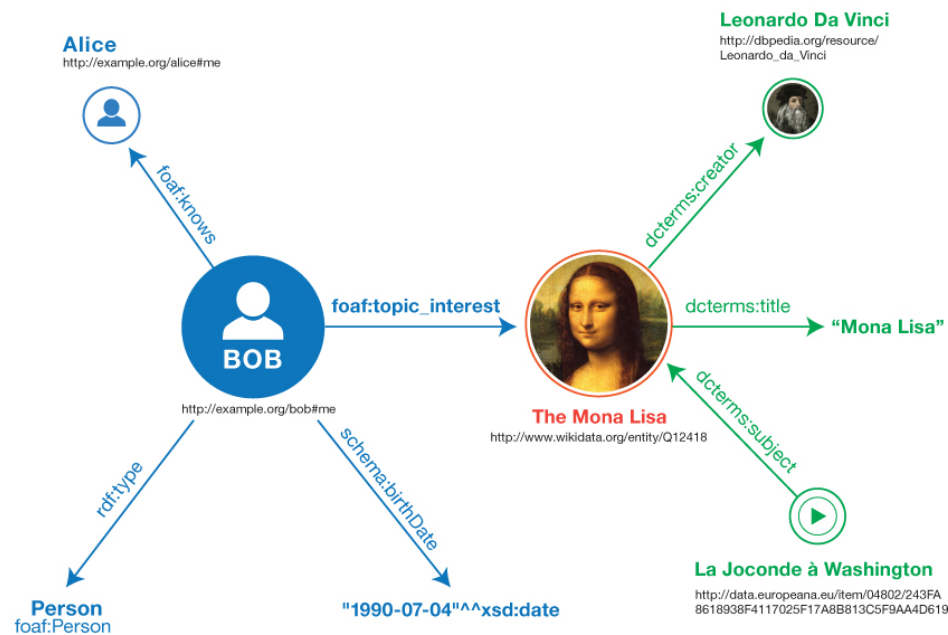 Alice
http://example.org/alice#me
Leonardo Da Vinci
http://dbpedia.org/resource/
Leonardo_da_Vinci
foaf:knows
dcterms:creator
BOB
http://example.org/bob#me
foaf:topic_interest
The Mona Lisa
http://www.wikidata.org/entity/Q12418
dcterms:title
“Mona Lisa”
dcterms:subject
rdf:type
schema:birthDate
Person
foaf:Person
"1990-07-04"^^xsd:date
La Joconde à Washington
http://data.europeana.eu/item/04802/243FA
8618938F4117025F17A8B813C5F9AA4D619